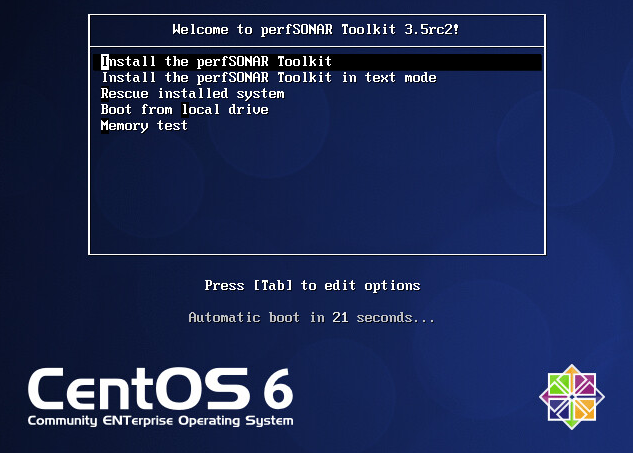 Welcome to perfSONAR Toolkit 3.5rc2!
Install the perfSONAR Toolkit
Install the perfSONAR Toolkit in text mode
Rescue installed system
Boot from local drive
Memory test
Press [Tab] to edit options
Automatic boot in 21 seconds...
CentOS 6
Community ENTerprise Operating System